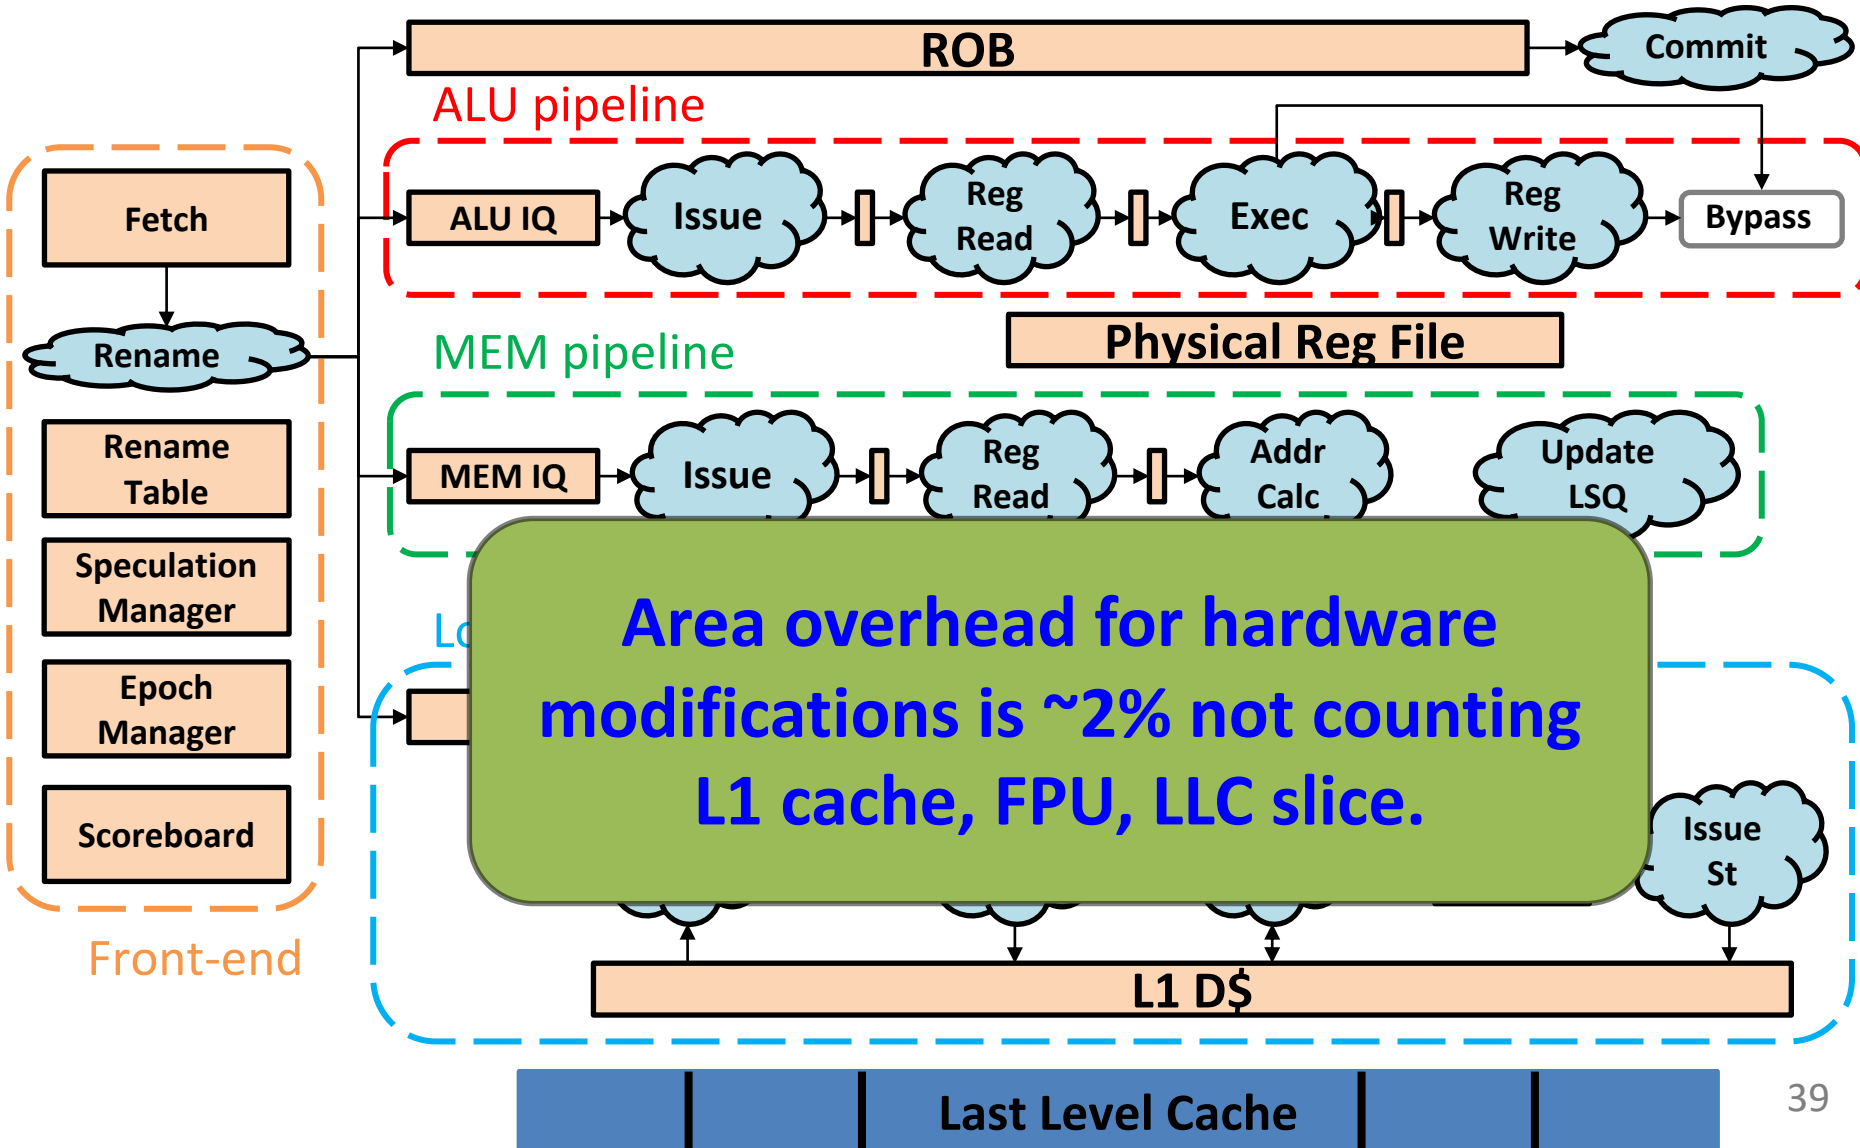 ROB
Commit
ALU pipeline
Fetch
ALU IQ
Issue
Reg
Read
Exec
Reg
Write
Bypass
Rename
MEM pipeline
Physical Reg File
Rename
Table
MEM IQ
Issue
Reg
Read
Addr
Calc
Update
LSQ
Speculation
Manager
Area overhead for hardware
modifications is ~2% not counting
L1 cache, FPU, LLC slice.
Epoch
Manager
Scoreboard
Issue
St
Front-end
L1 D$
Last Level Cache
39